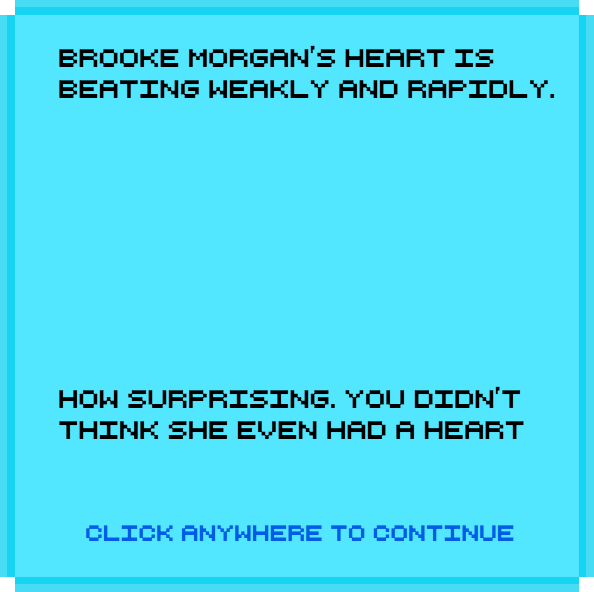 BROOKE MORGAN'S HEART IS
BEATING WEAKLY AND RAPIDLY.
HOW SURPRISING. YOU DIDN'T
THINK SHE EVEN HAD A HEART
CLICK ANYWHERE TO CONTINUE